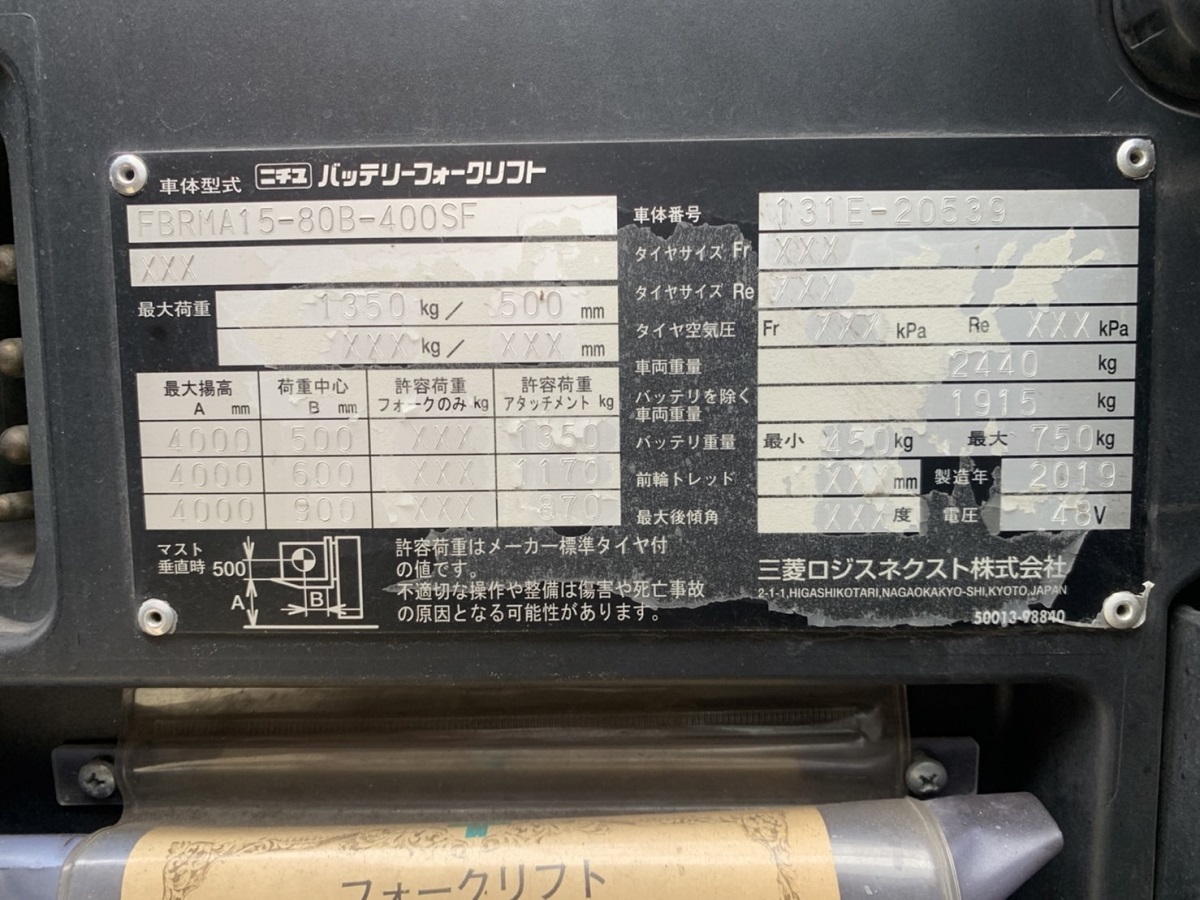 車体型式 ニチユ バッテリーフォークリフト
FBRMA15-80B-400SF
XXX
最大荷重 1350 kg／ 500 mm
XXX kg／ XXX mm
最大揚高 A mm 荷重中心 B mm 許容荷重 フォークのみ kg 許容荷重 アタッチメント kg
4000 500 XXX 1350
4000 600 XXX 1170
4000 900 XXX 870
マスト
垂直時 500
A
B
許容荷重はメーカー標準タイヤ付
の値です。
不適切な操作や整備は傷害や死亡事故
の原因となる可能性があります。
車体番号 131E-20539
タイヤサイズ Fr XXX
タイヤサイズ Re XXX
タイヤ空気圧 Fr XXX kPa Re XXX kPa
車両重量 2440 kg
バッテリを除く
車両重量 1915 kg
バッテリ重量 最小 450 kg 最大 750 kg
前輪トレッド XXX mm 製造年 2019
最大後傾角 XXX 度 電圧 48 V
三菱ロジスネクスト株式会社
2-1-1,HIGASHIKOTARI,NAGAOKAKYO-SHI,KYOTO,JAPAN
50013-98840
フォークリフト